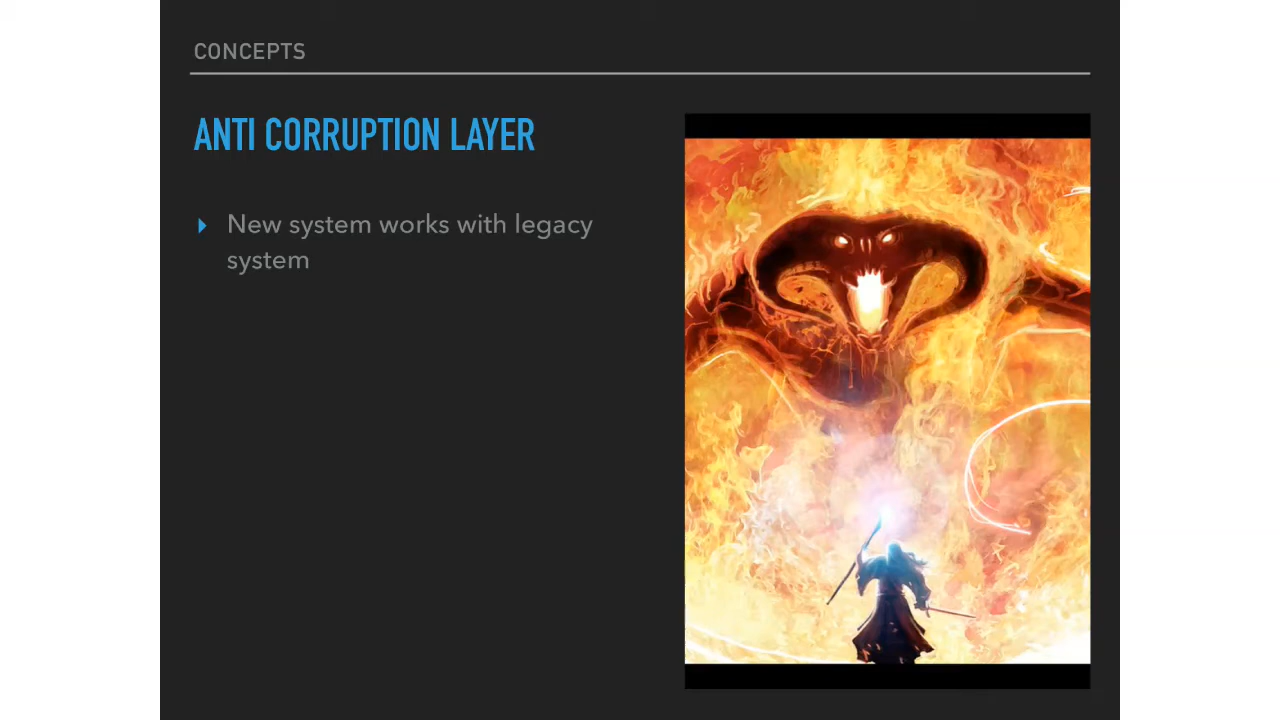 CONCEPTS
ANTI CORRUPTION LAYER
New system works with legacy
system